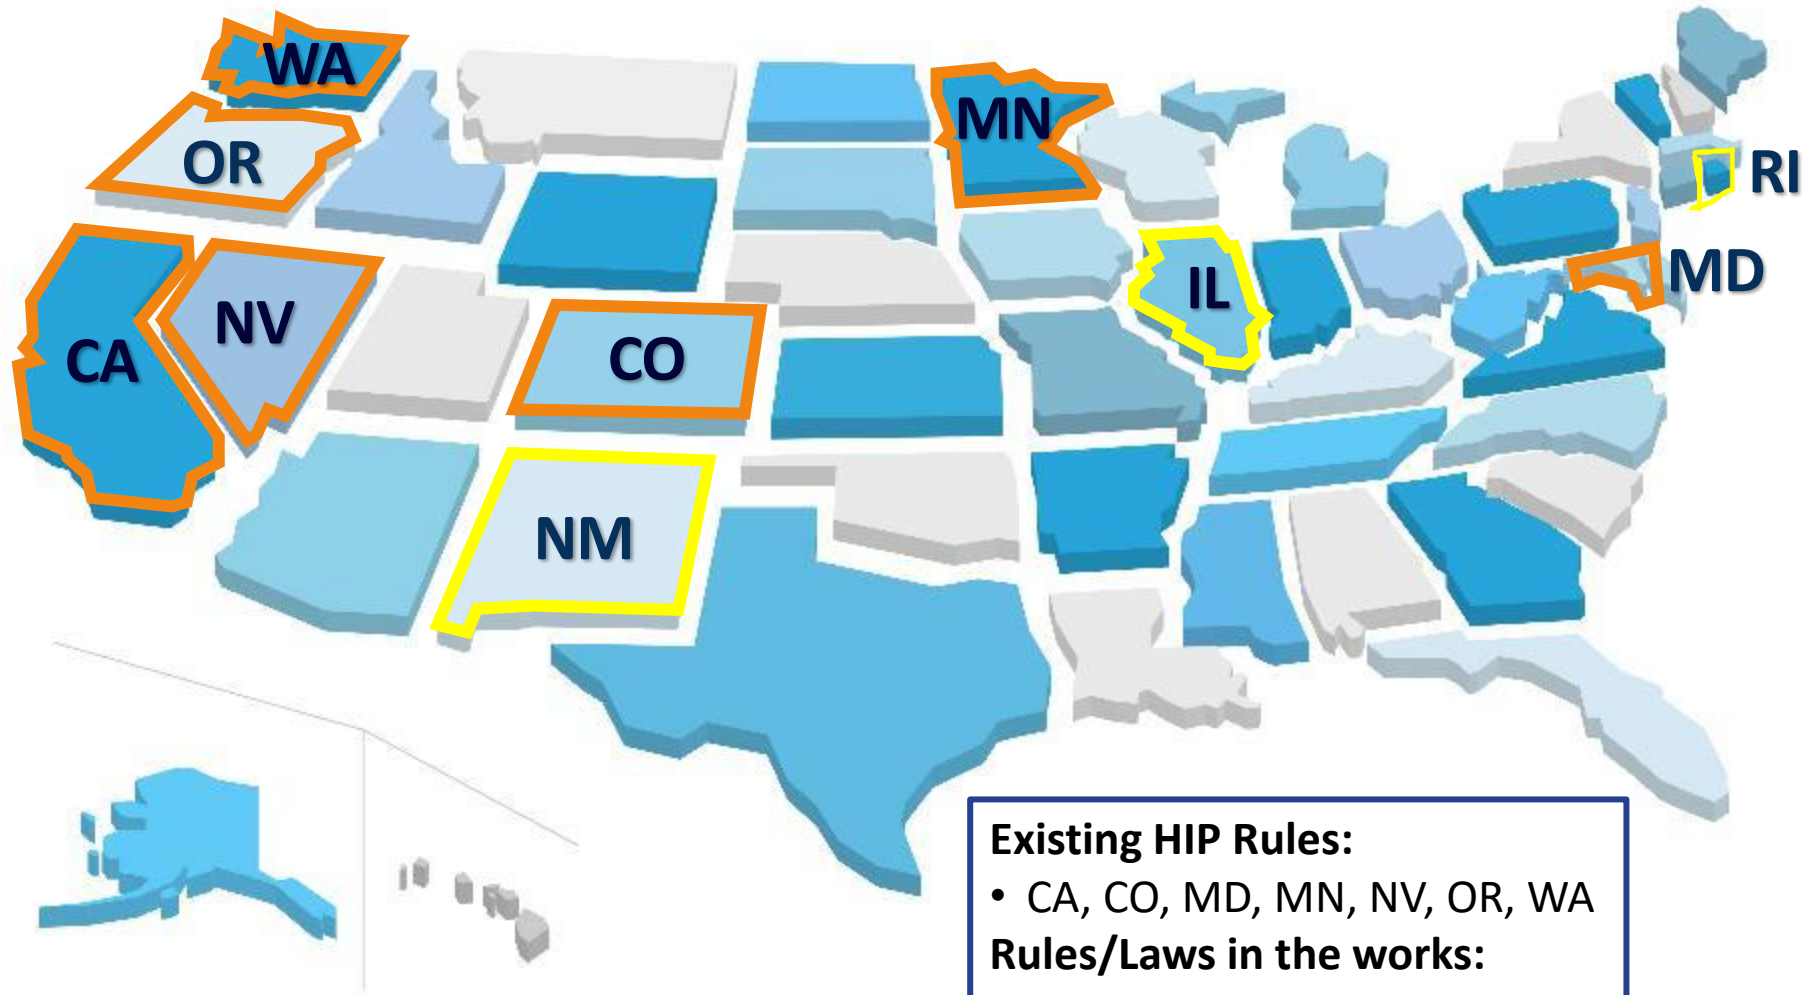 WA
MN
OR
RI
MD
NV
IL
CA
CO
NM
Existing HIP Rules:
• CA, CO, MD, MN, NV, OR, WA
Rules/Laws in the works: